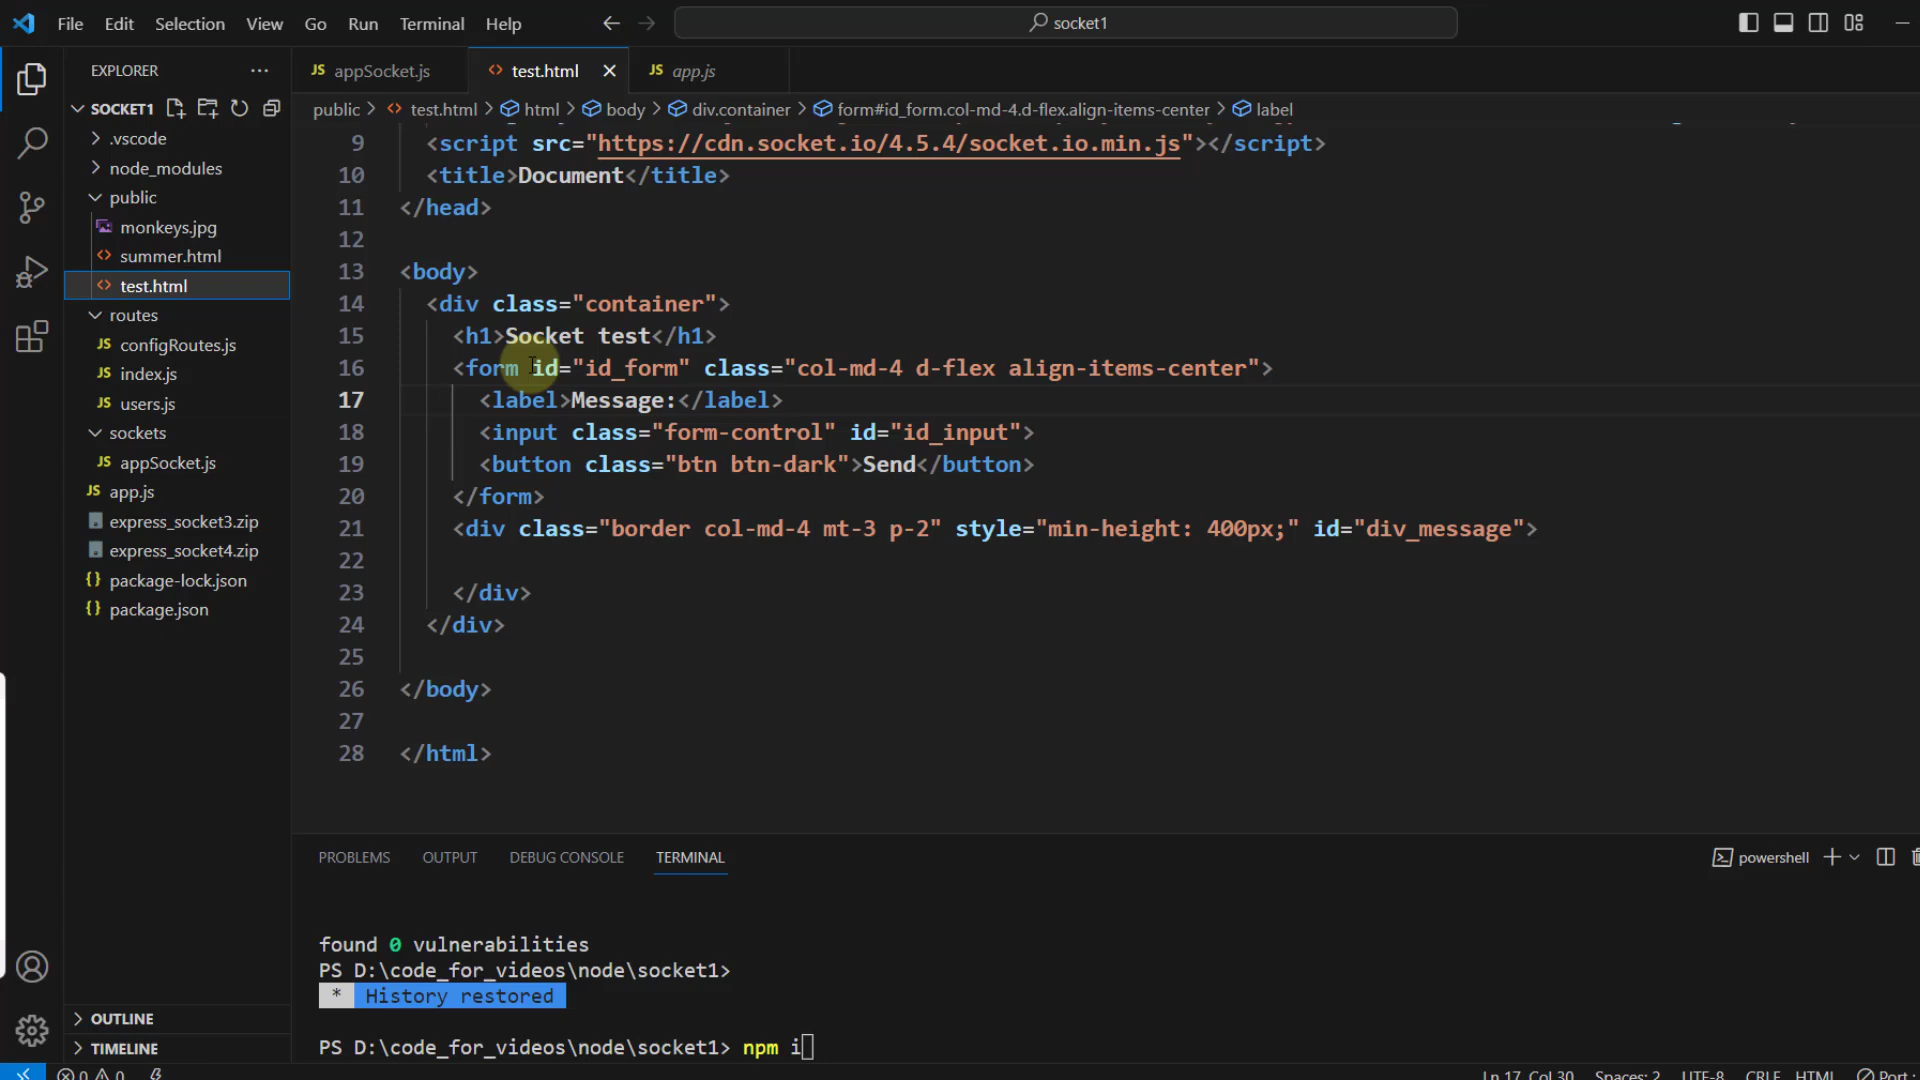 File Edit Selection View Go Run Terminal Help
socket1
EXPLORER
JS appSocket.js
<> test.html
JS app.js
public > <> test.html > html > body > div.container > form#id_form.col-md-4.d-flex.align-items-center > label
SOCKET1
.vscode
node_modules
public
monkeys.jpg
<> summer.html
<> test.html
routes
JS configRoutes.js
JS index.js
JS users.js
sockets
JS appSocket.js
JS app.js
express_socket3.zip
express_socket4.zip
{} package-lock.json
{} package.json
OUTLINE
TIMELINE
9 <script src="https://cdn.socket.io/4.5.4/socket.io.min.js"></script>
10 <title>Document</title>
11 </head>
12
13 <body>
14 <div class="container">
15 <h1>Socket test</h1>
16 <form id="id_form" class="col-md-4 d-flex align-items-center">
17 <label>Message:</label>
18 <input class="form-control" id="id_input">
19 <button class="btn btn-dark">Send</button>
20 </form>
21 <div class="border col-md-4 mt-3 p-2" style="min-height: 400px;" id="div_message">
22
23 </div>
24 </div>
25
26 </body>
27
28 </html>
PROBLEMS OUTPUT DEBUG CONSOLE TERMINAL
powershell
found 0 vulnerabilities
PS D:\code_for_videos\node\socket1>
* History restored
PS D:\code_for_videos\node\socket1> npm i
0 0
Ln 17, Col 30 Spaces: 2 UTF-8 CRLF HTML Port :